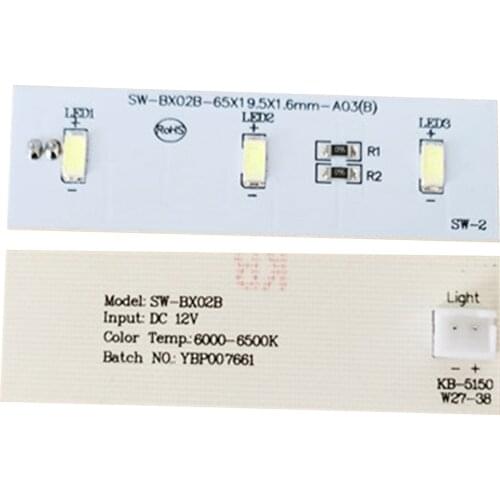 SW-BX02B-65X19.5X1.6mm-A03(B)
LED1
LED2
LED3
+
+
+
RoHS
R1
R2
-
-
-
SW-2
Light
Model: SW-BX02B
Input: DC 12V
Color Temp.:6000-6500K
Batch NO.: YBP007661
- +
KB-5150
W27-38